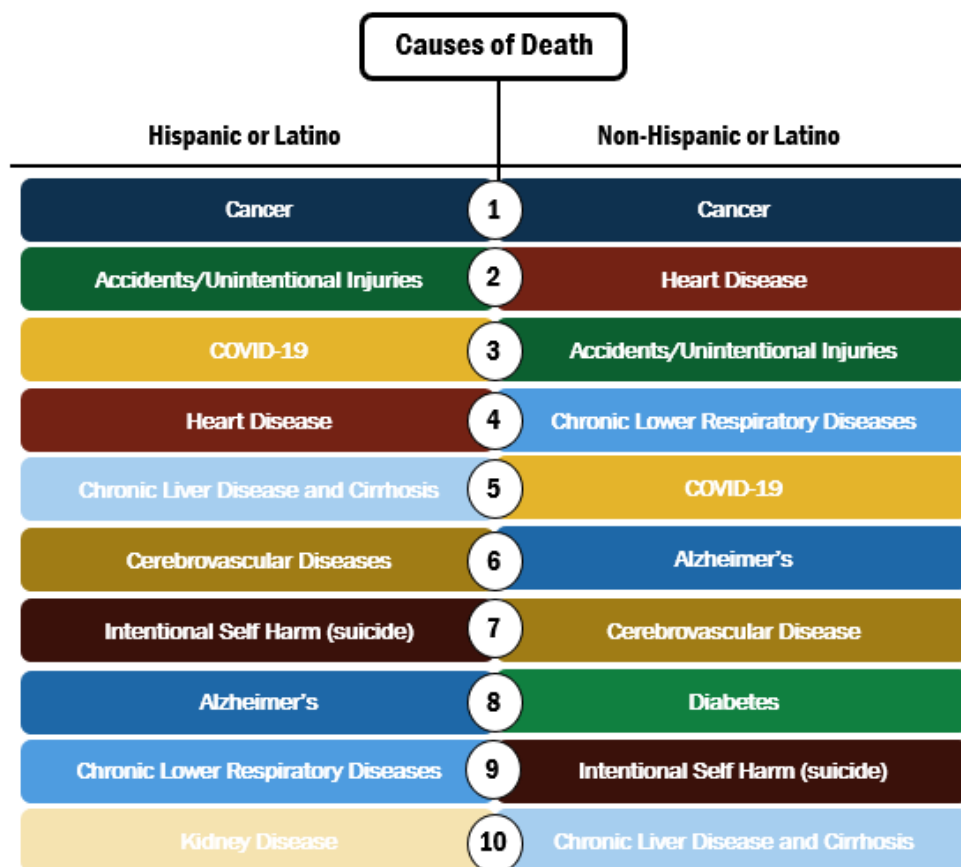 Causes of Death
Hispanic or Latino Non-Hispanic or Latino
Cancer 1 Cancer
Accidents/Unintentional Injuries 2 Heart Disease
COVID-19 3 Accidents/Unintentional Injuries
Heart Disease 4 Chronic Lower Respiratory Diseases
Chronic Liver Disease and Cirrhosis 5 COVID-19
Cerebrovascular Diseases 6 Alzheimer's
Intentional Self Harm (suicide) 7 Cerebrovascular Disease
Alzheimer's 8 Diabetes
Chronic Lower Respiratory Diseases 9 Intentional Self Harm (suicide)
Kidney Disease 10 Chronic Liver Disease and Cirrhosis